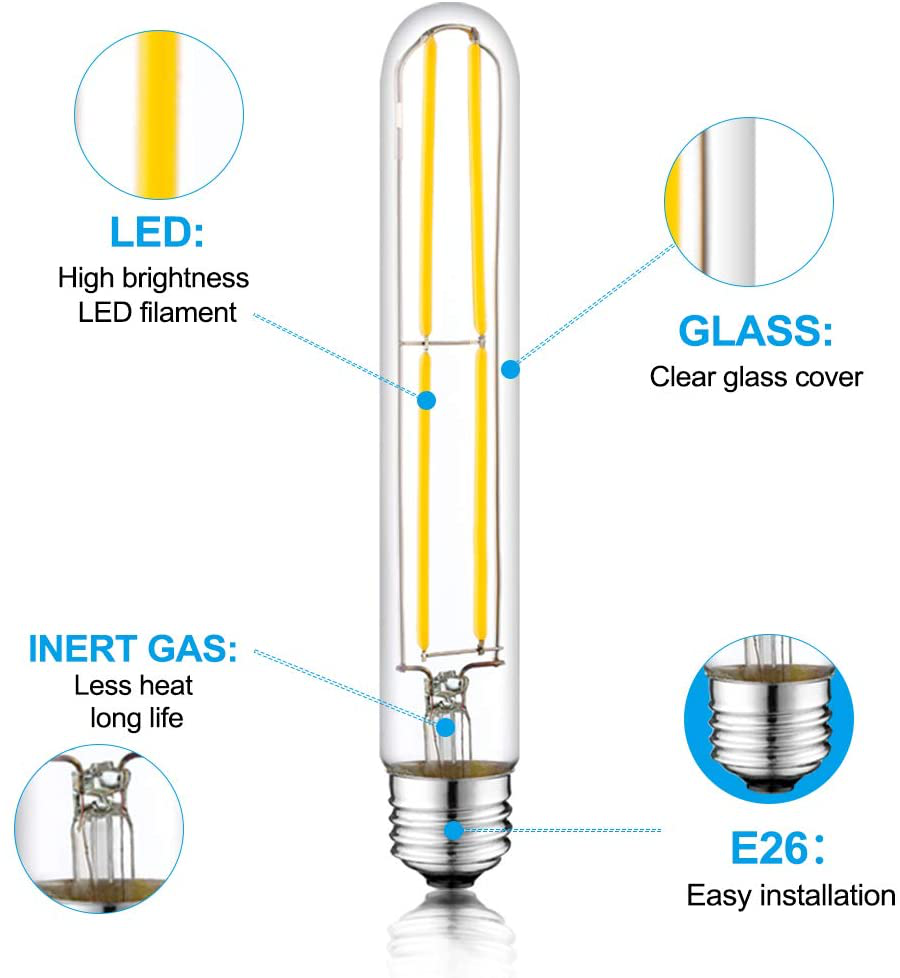 LED:
High brightness
LED filament
GLASS:
Clear glass cover
INERT GAS:
Less heat
long life
E26:
Easy installation